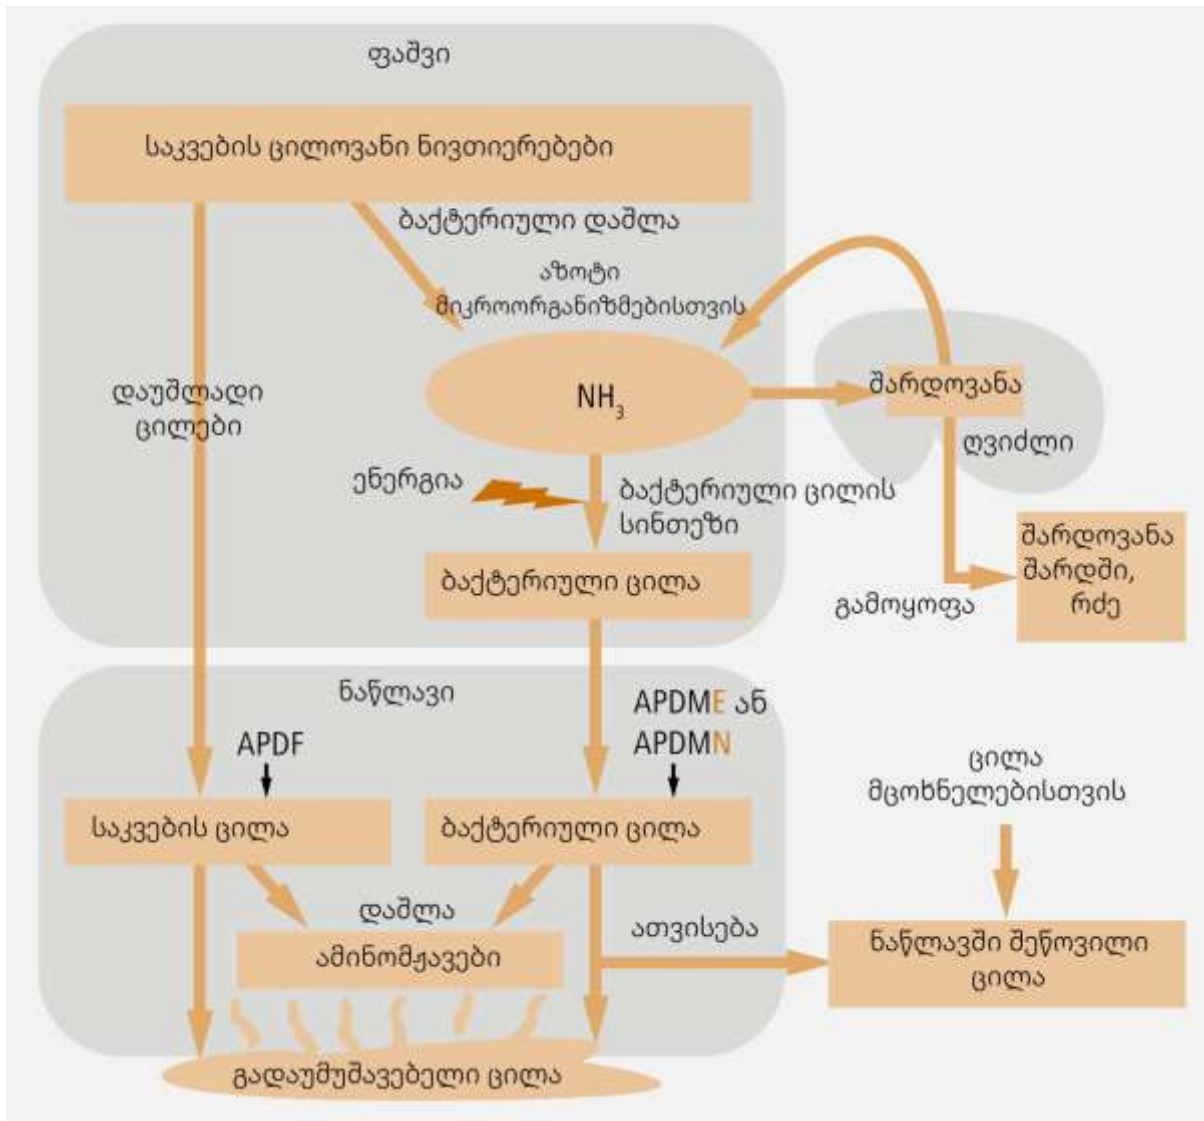 ფაშვი
საკვების ცილოვანი ნივთიერებები
ბაქტერიული დაშლა
აზოტი
მიკროორგანიზმებისთვის
დაუშლადი
ცილები
NH₃
შარდოვანა
ღვიძლი
ენერგია
ბაქტერიული ცილის
სინთეზი
ბაქტერიული ცილა
გამოყოფა
შარდოვანა
შარდში,
რძე
ნაწლავი
APDF
APDME ან
APDMN
საკვების ცილა
ბაქტერიული ცილა
ცილა
მცოხნელებისთვის
დაშლა
ამინომჟავები
ათვისება
ნაწლავში შეწოვილი
ცილა
გადაუმუშავებელი ცილა